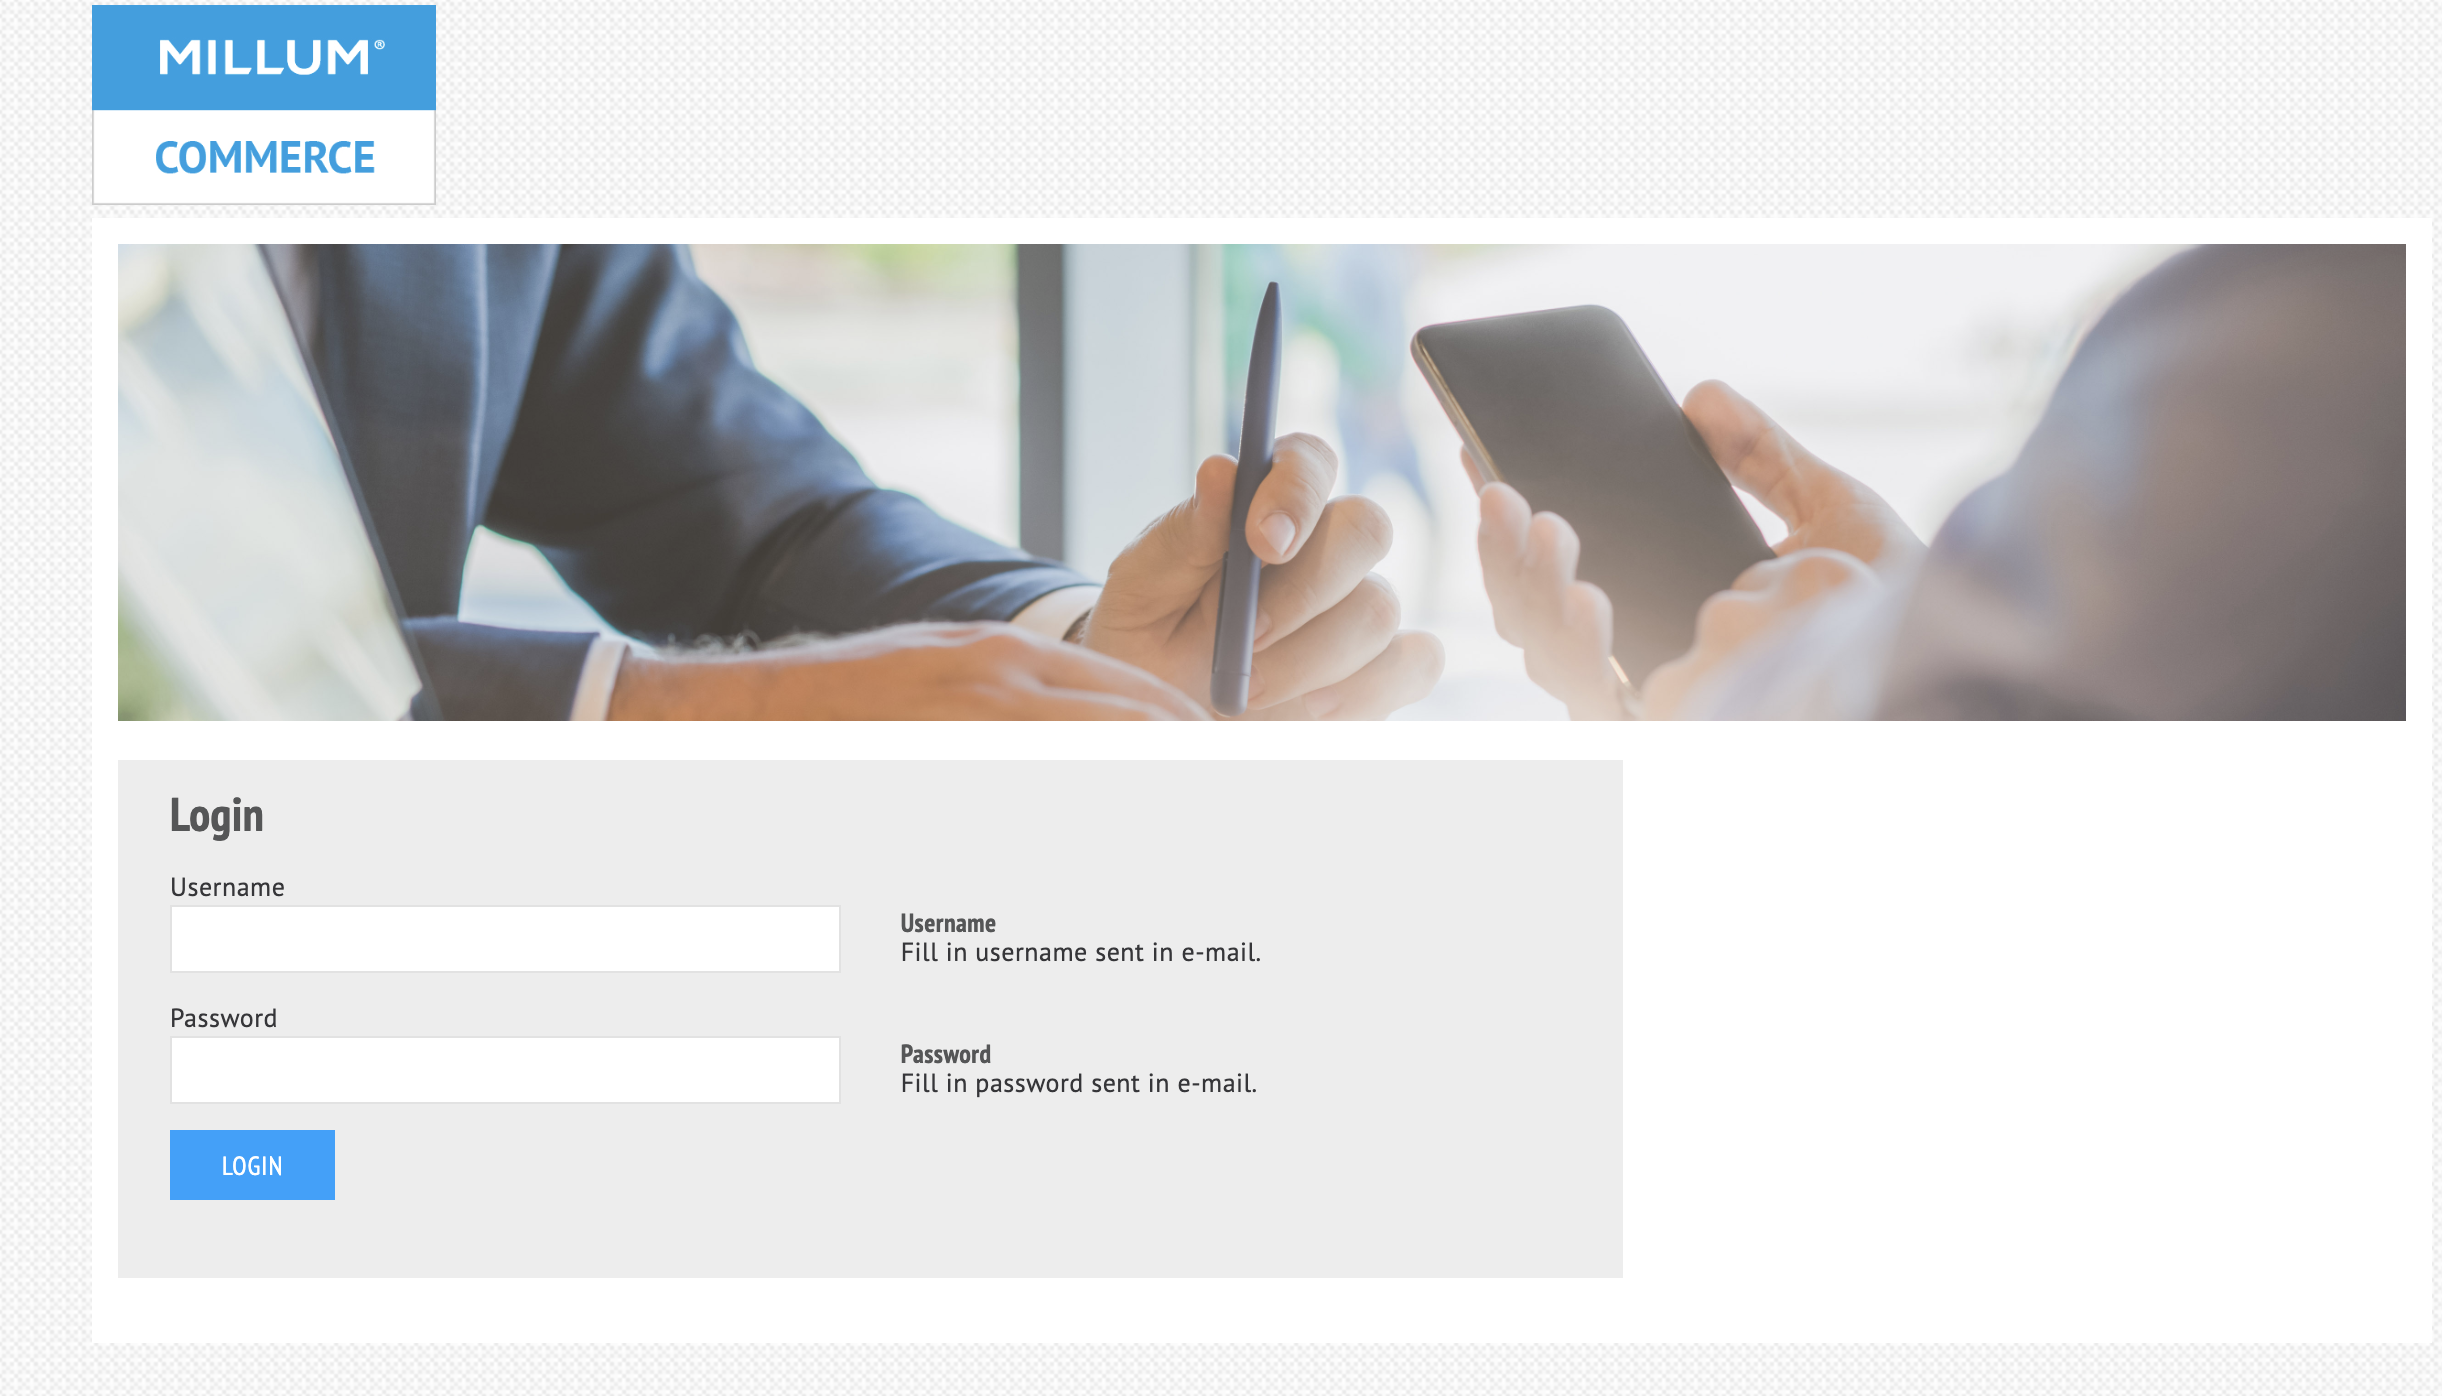 MILLUM®
COMMERCE
Login
Username
Username
Fill in username sent in e-mail.
Password
Password
Fill in password sent in e-mail.
LOGIN